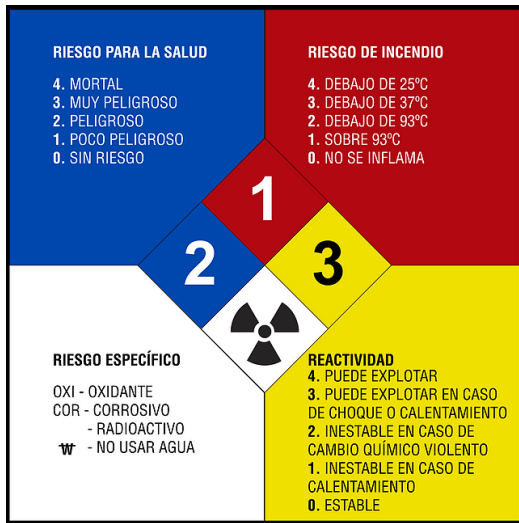 RIESGO PARA LA SALUD
4. MORTAL
3. MUY PELIGROSO
2. PELIGROSO
1. POCO PELIGROSO
0. SIN RIESGO
RIESGO DE INCENDIO
4. DEBAJO DE 25ºC
3. DEBAJO DE 37ºC
2. DEBAJO DE 93ºC
1. SOBRE 93ºC
0. NO SE INFLAMA
1
2
3
RIESGO ESPECÍFICO
OXI - OXIDANTE
COR - CORROSIVO
- RADIOACTIVO
W - NO USAR AGUA
REACTIVIDAD
4. PUEDE EXPLOTAR
3. PUEDE EXPLOTAR EN CASO
DE CHOQUE O CALENTAMIENTO
2. INESTABLE EN CASO DE
CAMBIO QUÍMICO VIOLENTO
1. INESTABLE EN CASO DE
CALENTAMIENTO
0. ESTABLE